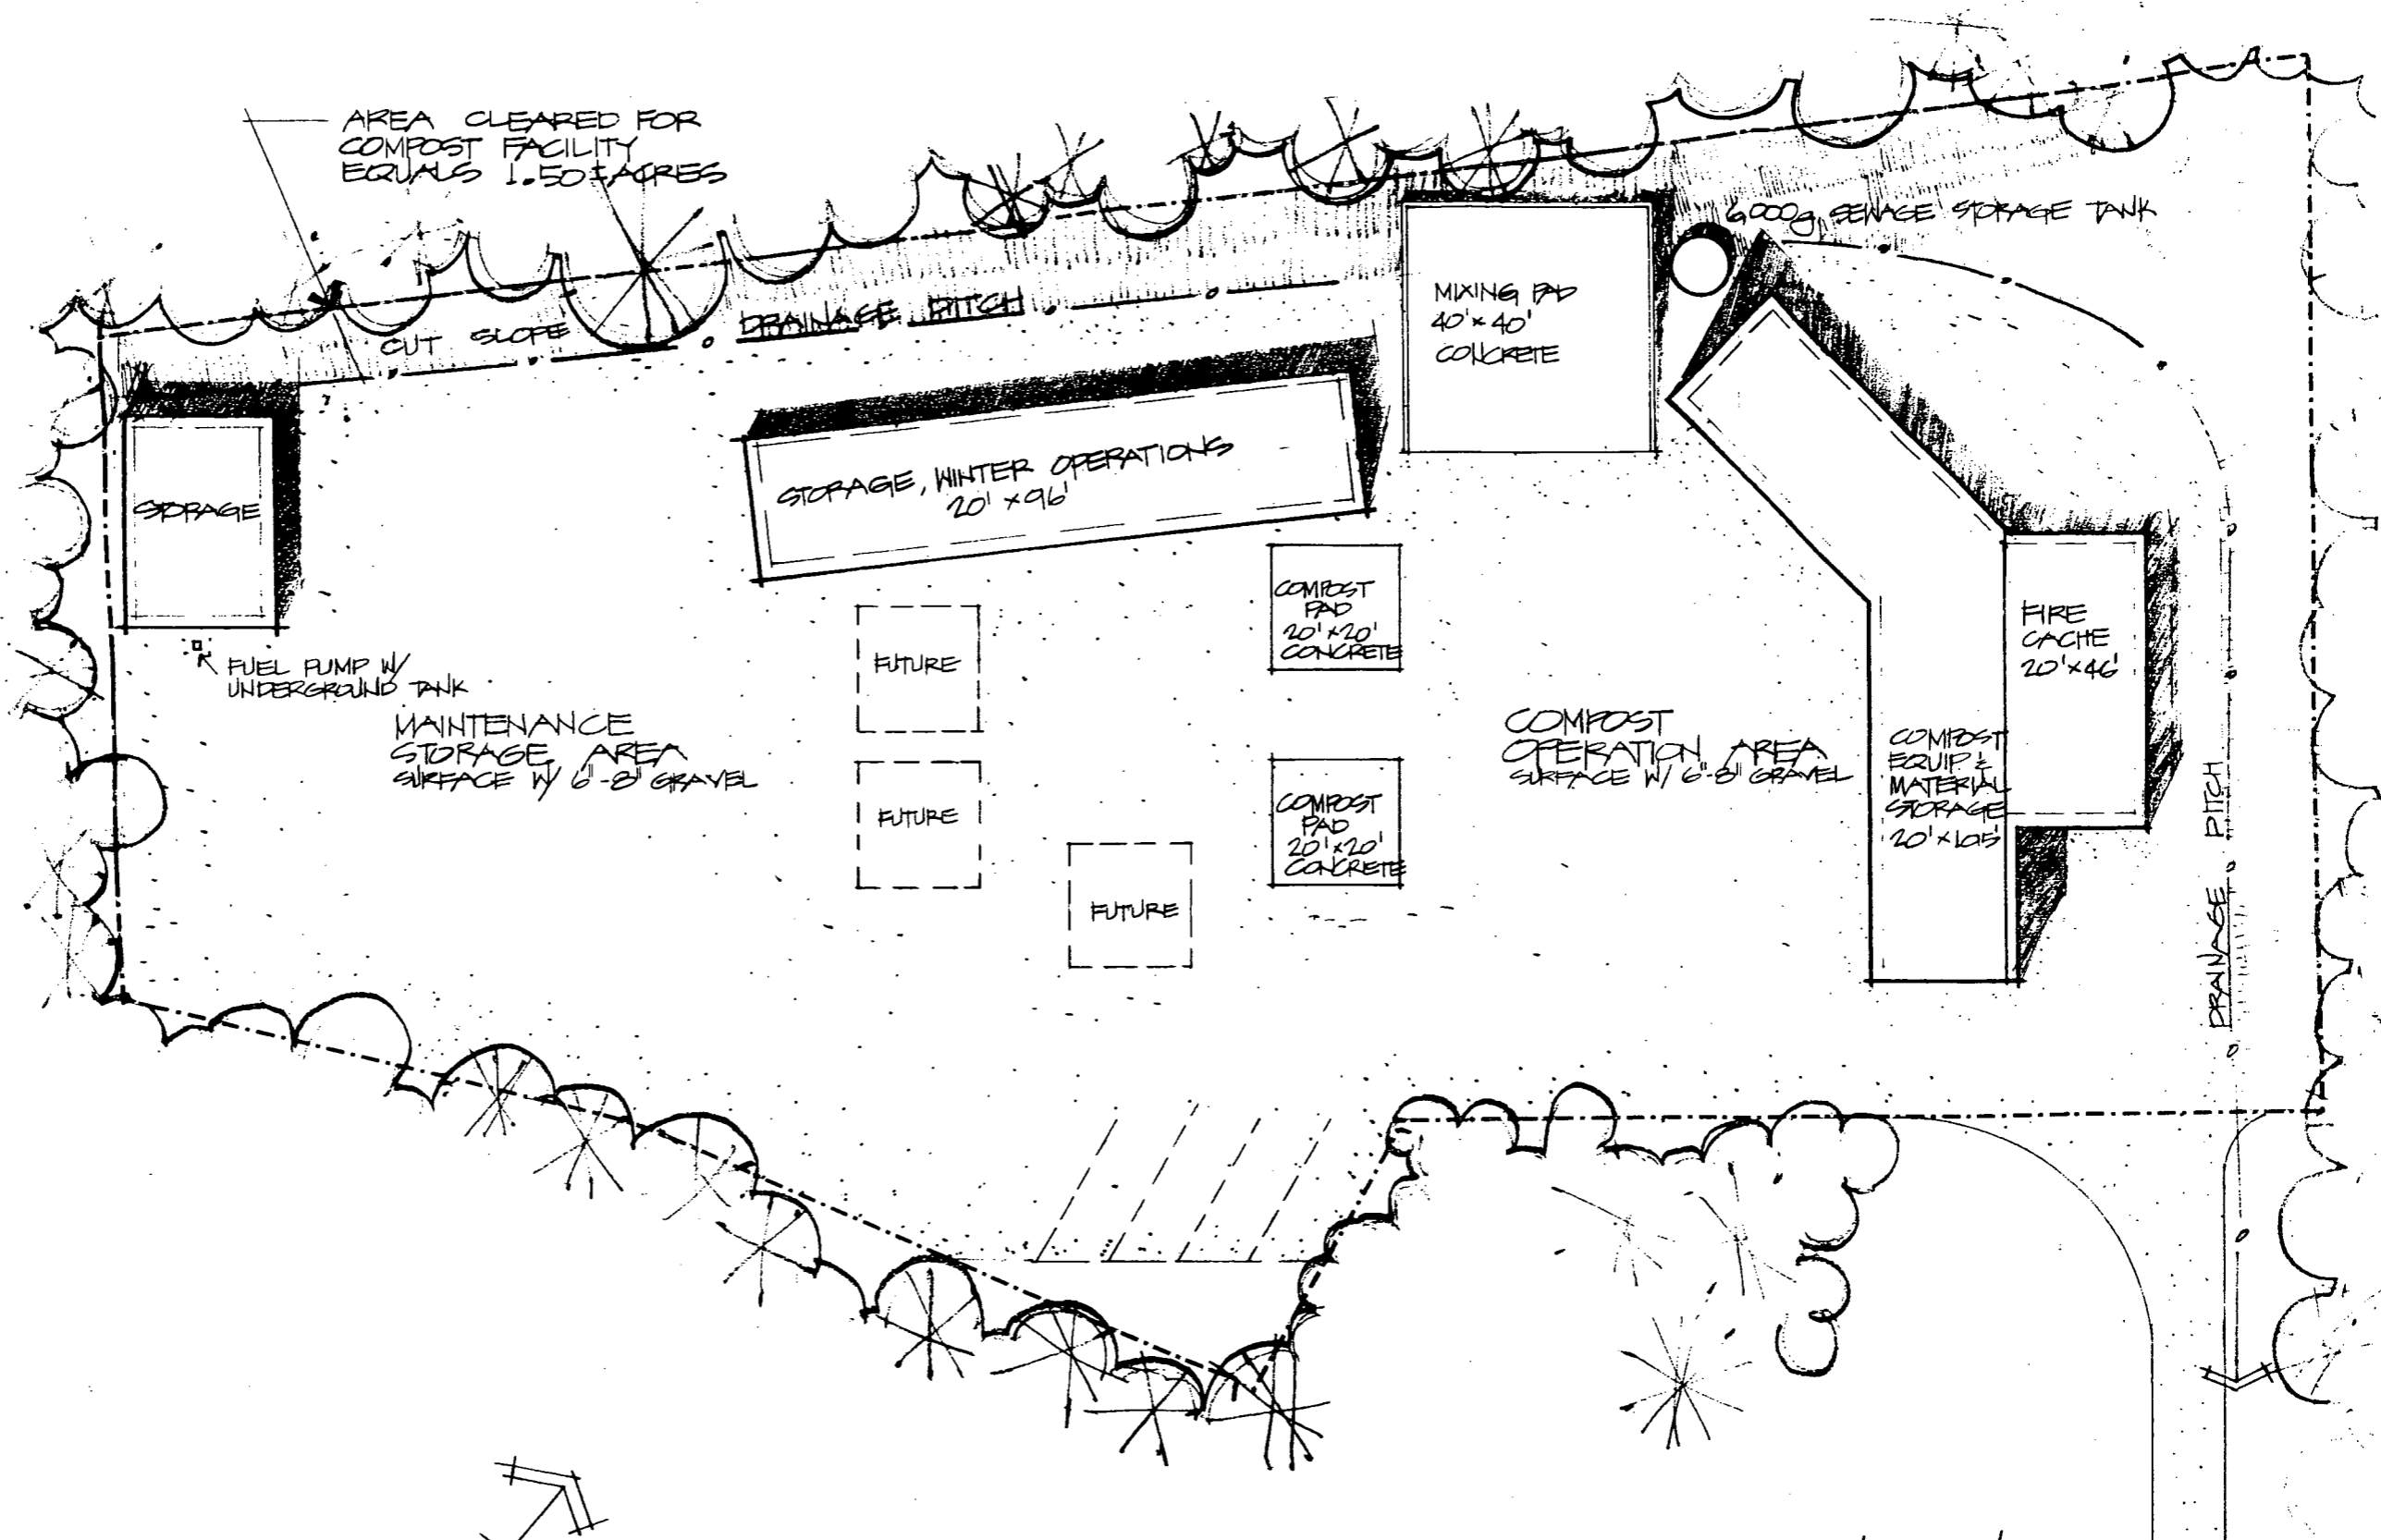 AREA CLEARED FOR
COMPOST FACILITY
EQUALS 1.50± ACRES
6000g SEWAGE STORAGE TANK
CUT SLOPE
DRAINAGE PITCH
MIXING PAD
40' x 40'
CONCRETE
STORAGE
STORAGE, WINTER OPERATIONS
20' x 96'
FUEL PUMP W/
UNDERGROUND TANK
MAINTENANCE
STORAGE AREA
SURFACE W/ 6"-8" GRAVEL
FUTURE
FUTURE
FUTURE
COMPOST
PAD
20' x 20'
CONCRETE
COMPOST
PAD
20' x 20'
CONCRETE
COMPOST
OPERATION AREA
SURFACE W/ 6"-8" GRAVEL
COMPOST
EQUIP &
MATERIAL
STORAGE
20' x 105'
FIRE
CACHE
20' x 46'
DRAINAGE PITCH